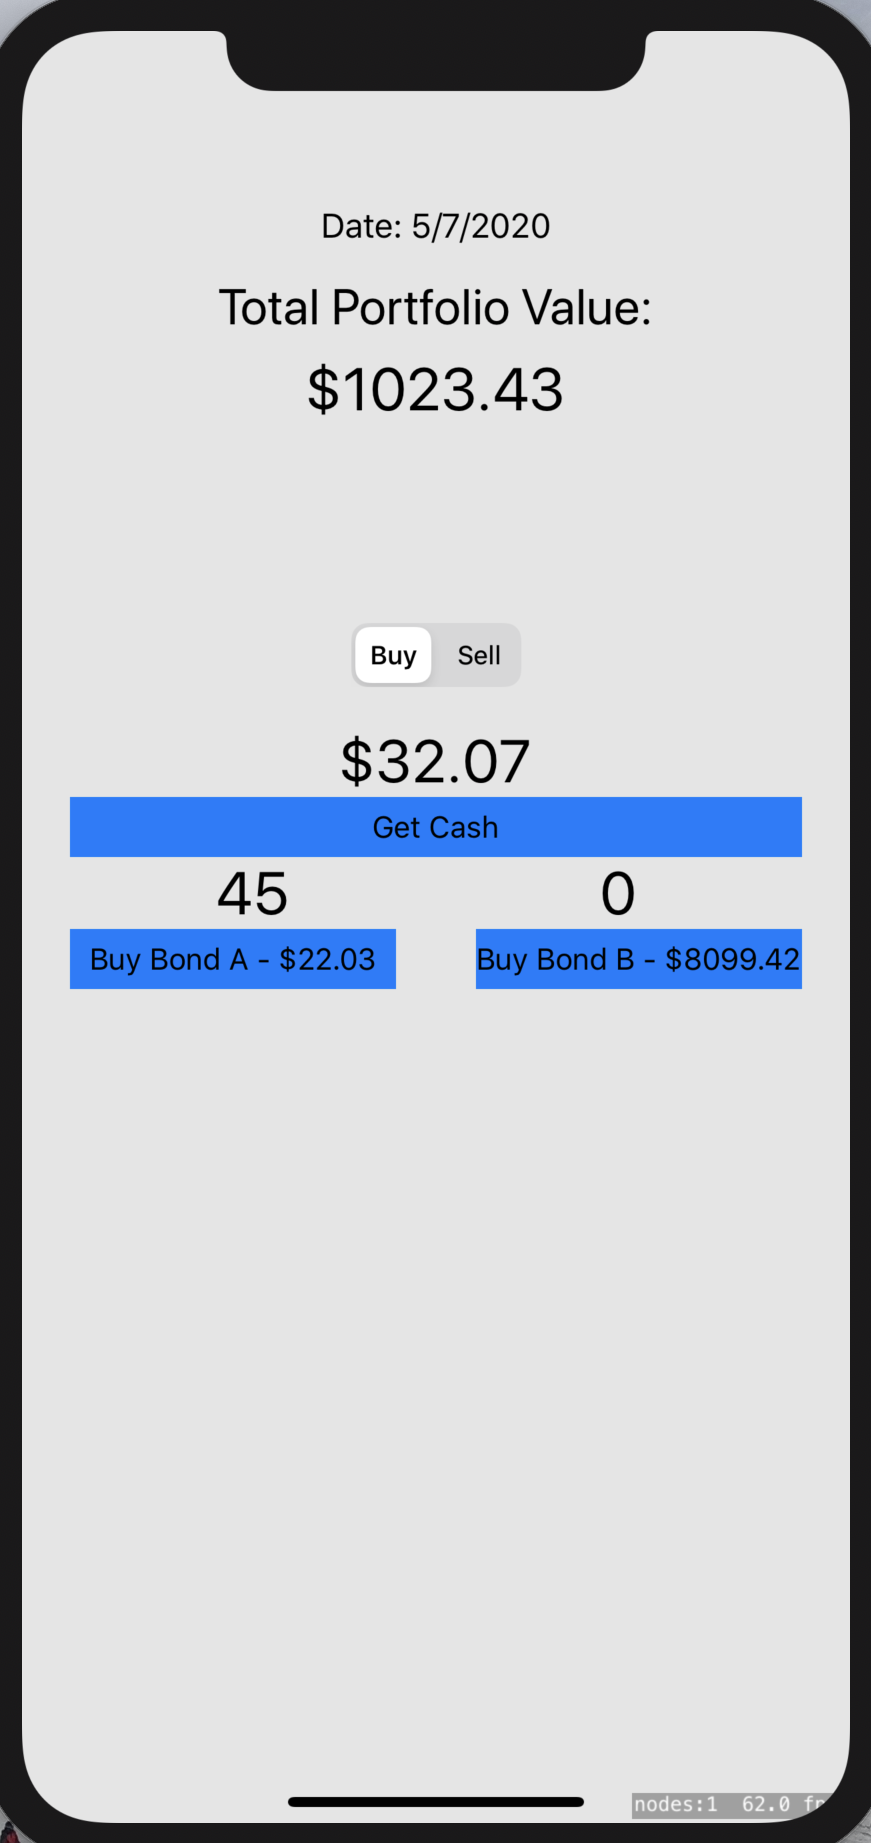 Date: 5/7/2020
Total Portfolio Value:
$1023.43
Buy Sell
$32.07
Get Cash
45 0
Buy Bond A - $22.03 Buy Bond B - $8099.42
nodes:1 62.0